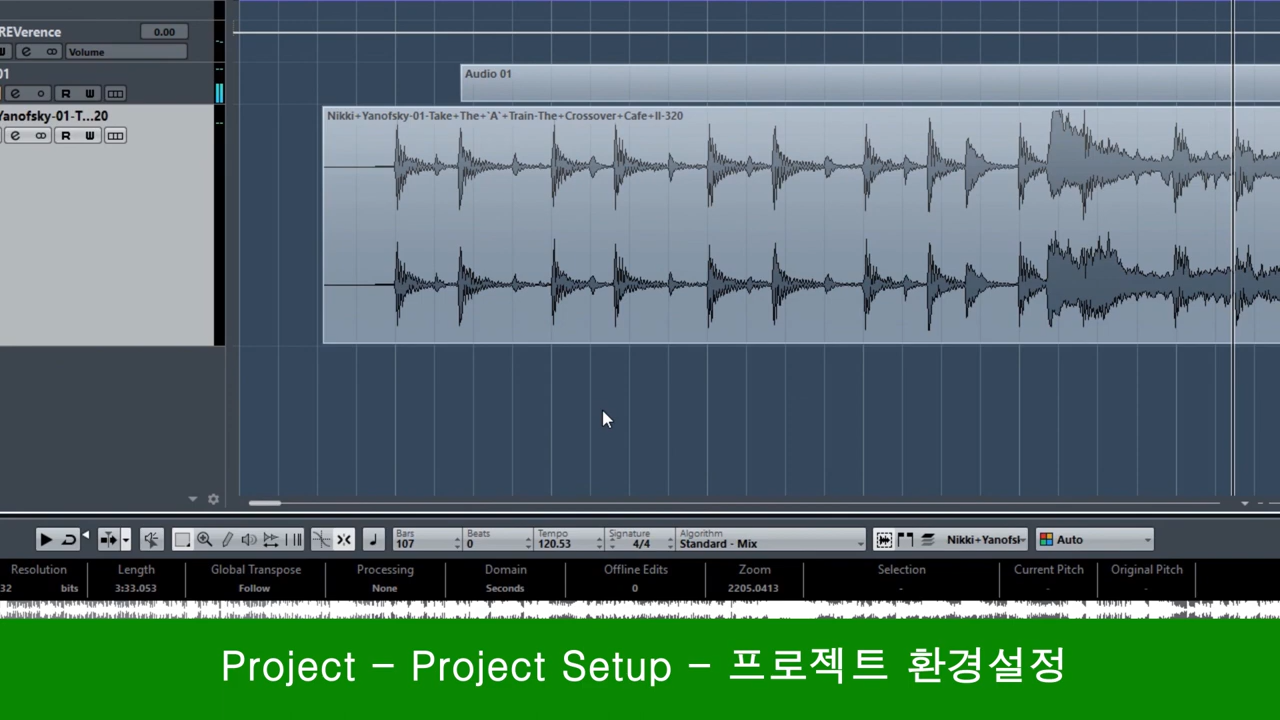 REVerence
0.00
Volume
01
Audio 01
R W
Yanofsky-01-T...20
R W
Nikki+Yanofsky-01-Take+The+'A'+Train-The+Crossover+Cafe+II-320
Bars
107
Beats
0
Tempo
120.53
Signature
4/4
Algorithm
Standard - Mix
Nikki+Yanofsl
Auto
Resolution
32 bits
Length
3:33.053
Global Transpose
Follow
Processing
None
Domain
Seconds
Offline Edits
0
Zoom
2205.0413
Selection
-
Current Pitch
-
Original Pitch
-
Project – Project Setup – 프로젝트 환경설정